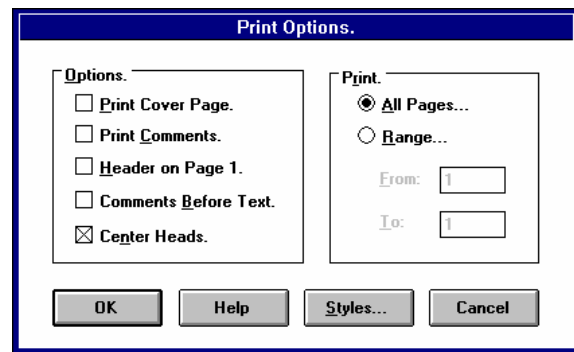 Print Options.
Options.
Print Cover Page.
Print Comments.
Header on Page 1.
Comments Before Text.
Center Heads.
Print.
All Pages...
Range...
From: 1
To: 1
OK Help Styles... Cancel